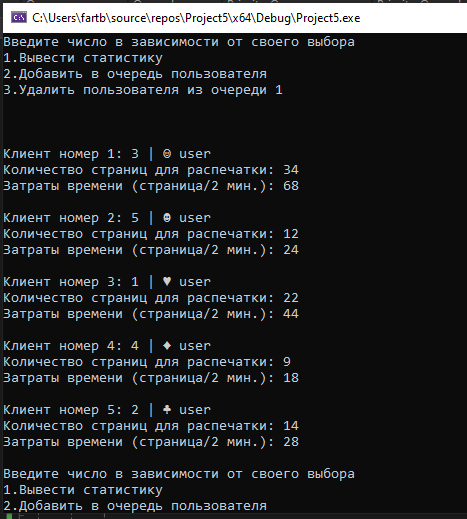 C:\Users\fartb\source\repos\Project5\x64\Debug\Project5.exe
Введите число в зависимости от своего выбора
1.Вывести статистику
2.Добавить в очередь пользователя
3.Удалить пользователя из очереди 1
Клиент номер 1: 3 | ☺ user
Количество страниц для распечатки: 34
Затраты времени (страница/2 мин.): 68
Клиент номер 2: 5 | ☻ user
Количество страниц для распечатки: 12
Затраты времени (страница/2 мин.): 24
Клиент номер 3: 1 | ♥ user
Количество страниц для распечатки: 22
Затраты времени (страница/2 мин.): 44
Клиент номер 4: 4 | ♦ user
Количество страниц для распечатки: 9
Затраты времени (страница/2 мин.): 18
Клиент номер 5: 2 | ♣ user
Количество страниц для распечатки: 14
Затраты времени (страница/2 мин.): 28
Введите число в зависимости от своего выбора
1.Вывести статистику
2.Добавить в очередь пользователя